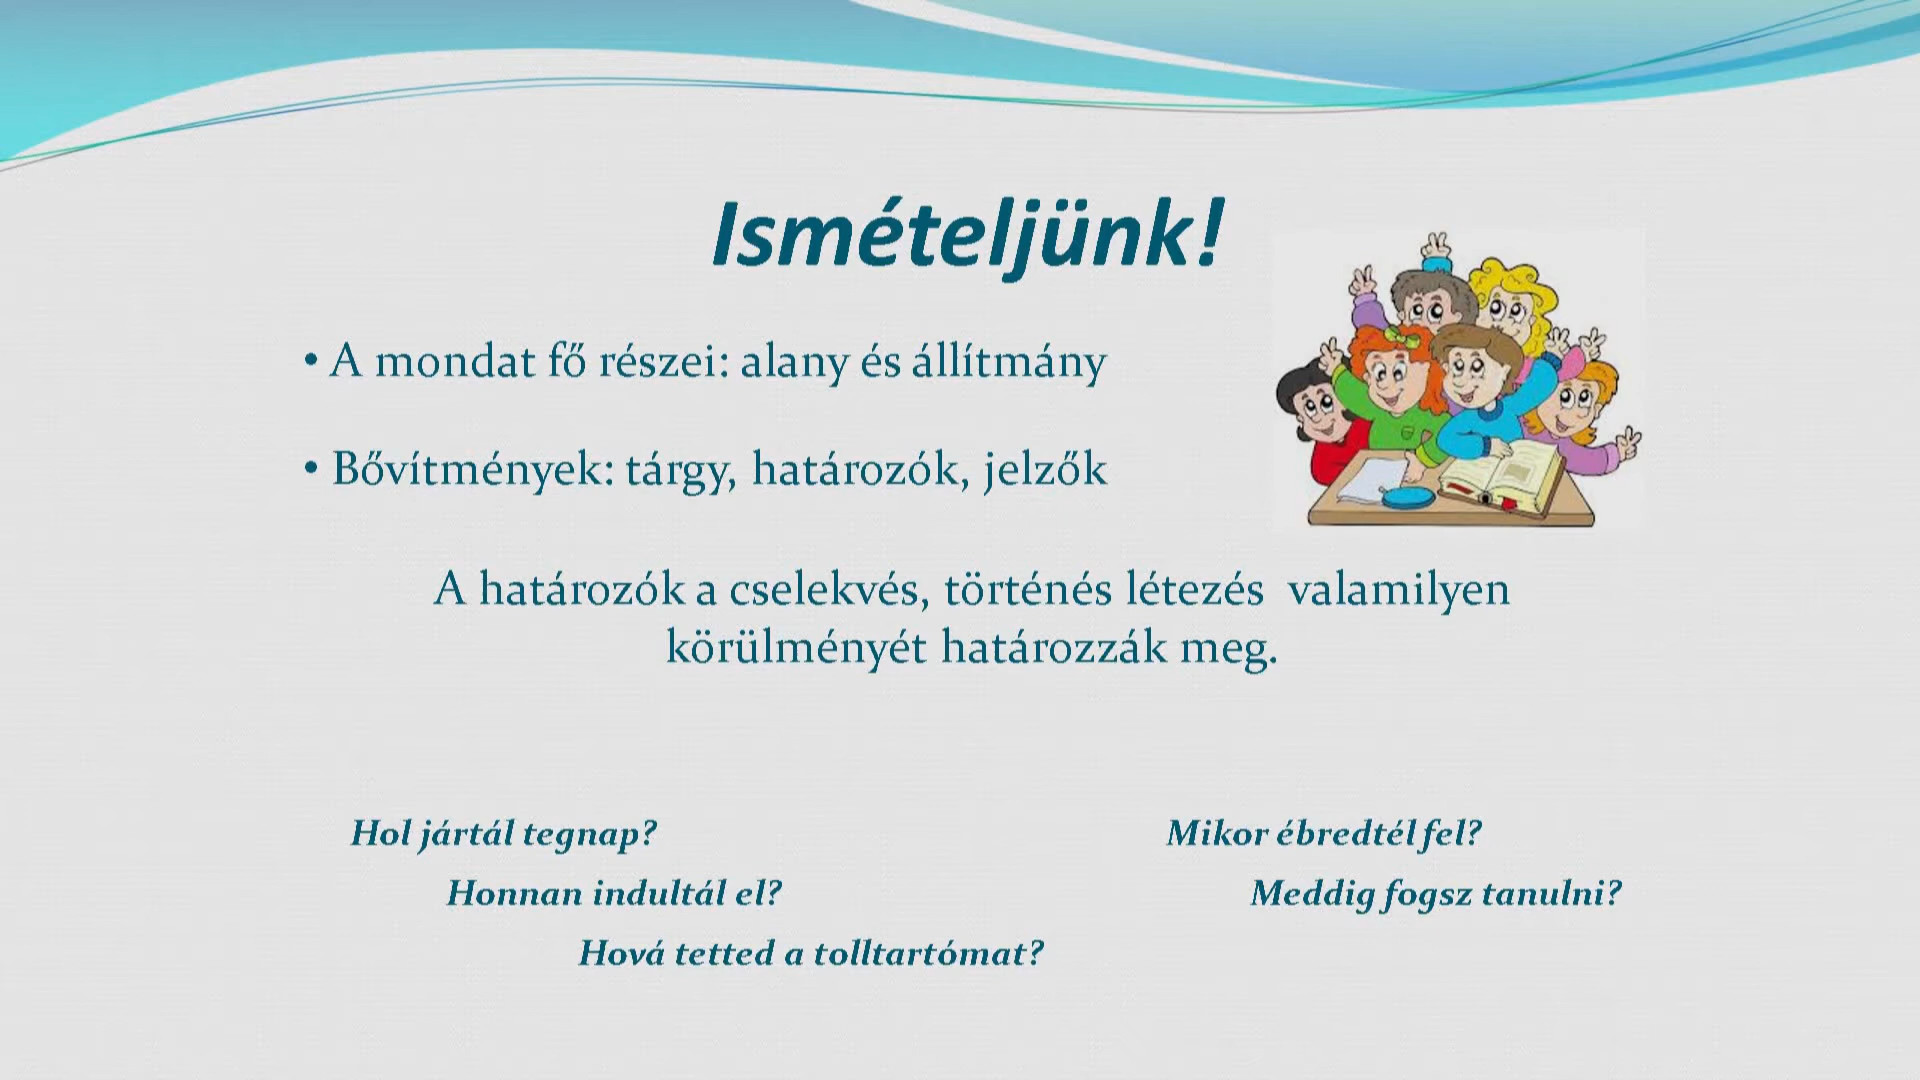 Ismételjünk!
• A mondat fő részei: alany és állítmány
• Bővítmények: tárgy, határozók, jelzők
A határozók a cselekvés, történés létezés valamilyen
körülményét határozzák meg.
Hol jártál tegnap?
Honnan indultál el?
Hová tetted a tolltartómat?
Mikor ébredtél fel?
Meddig fogsz tanulni?